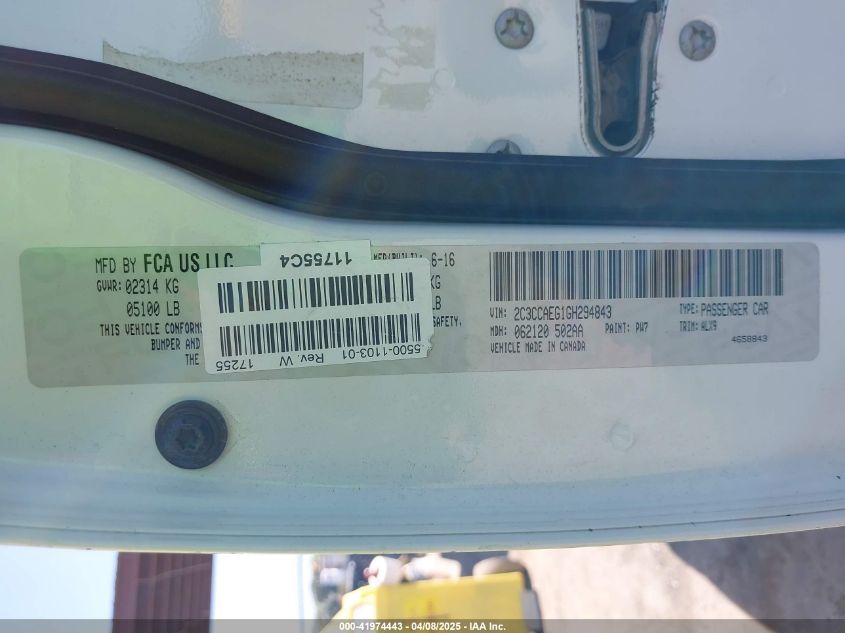 MFD BY FCA US LLC
GVWR: 02314 KG
05100 LB
THIS VEHICLE CONFORMS
BUMPER AND
THE
11755C4
5500-1103-01
Rev. W
17255
6-16
KG
LB
SAFETY,
VIN: 2C3CCAEG1GH294843
TYPE: PASSENGER CAR
MDH: 062120 502AA
PAINT: PW7
TRIM: ALX9
VEHICLE MADE IN CANADA
4658843
000-41974443 - 04/08/2025 - IAA Inc.